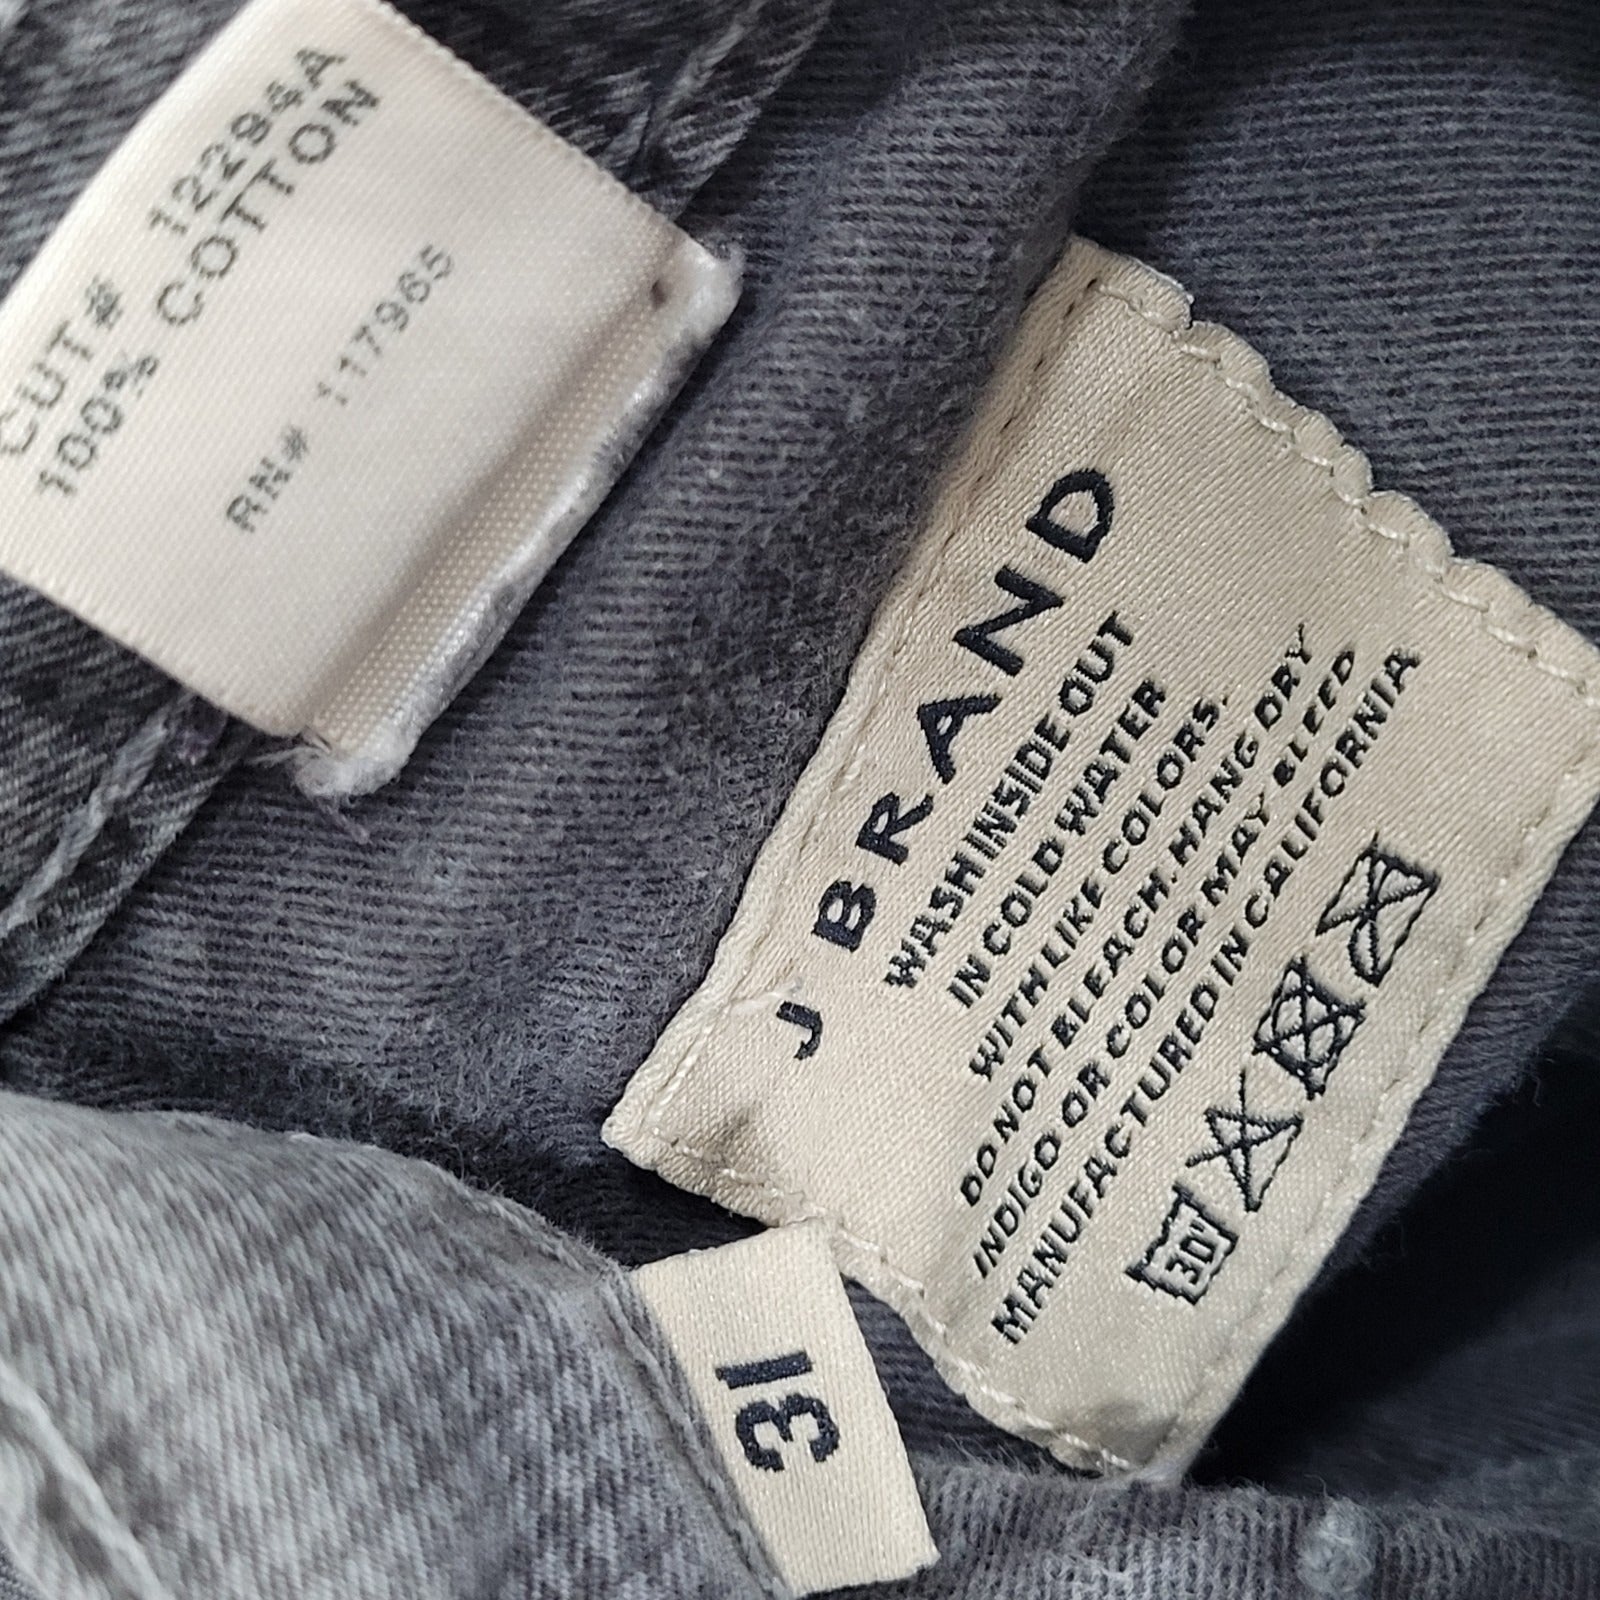 CUT# 12294A
100% COTTON
RN# 117965
J BRAND
WASH INSIDE OUT
IN COLD WATER
WITH LIKE COLORS.
DO NOT BLEACH. HANG DRY
INDIGO OR COLOR MAY BLEED
MANUFACTURED IN CALIFORNIA
30°
31